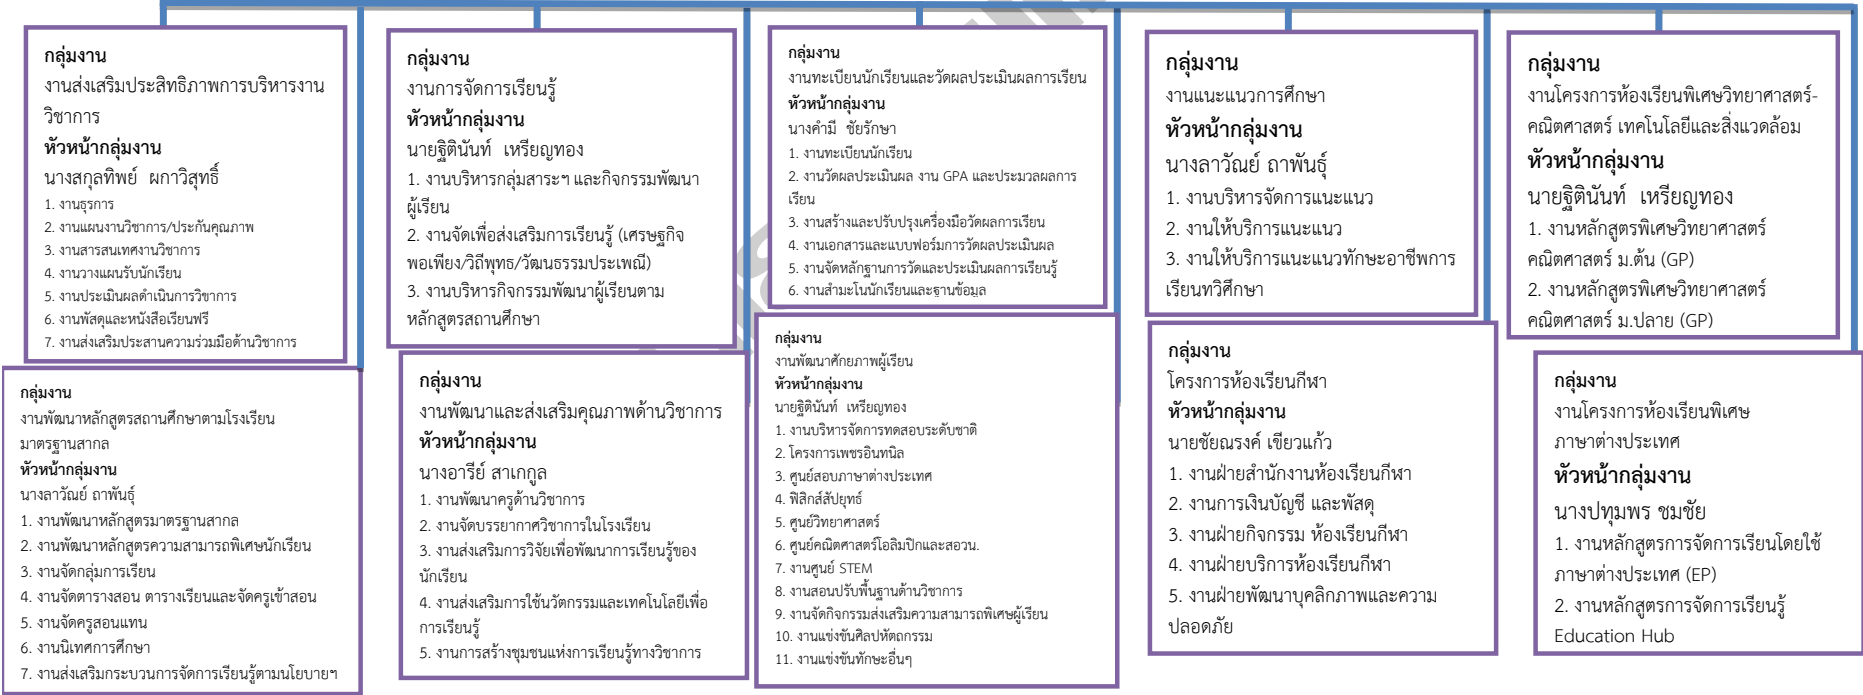 กลุ่มงาน
งานส่งเสริมประสิทธิภาพการบริหารงาน
วิชาการ
หัวหน้ากลุ่มงาน
นางสกุลทิพย์  ผกาวิสุทธิ์
1. งานธุรการ
2. งานแผนงานวิชาการ/ประกันคุณภาพ
3. งานสารสนเทศงานวิชาการ
4. งานวางแผนรับนักเรียน
5. งานประเมินผลดำเนินการวิชาการ
6. งานพัสดุและหนังสือเรียนฟรี
7. งานส่งเสริมประสานความร่วมมือด้านวิชาการ
กลุ่มงาน
งานการจัดการเรียนรู้
หัวหน้ากลุ่มงาน
นายฐิตินันท์  เหรียญทอง
1. งานบริหารกลุ่มสาระฯ และกิจกรรมพัฒนา
ผู้เรียน
2. งานจัดเพื่อส่งเสริมการเรียนรู้ (เศรษฐกิจ
พอเพียง/วิถีพุทธ/วัฒนธรรมประเพณี)
3. งานบริหารกิจกรรมพัฒนาผู้เรียนตาม
หลักสูตรสถานศึกษา
กลุ่มงาน
งานทะเบียนนักเรียนและวัดผลประเมินผลการเรียน
หัวหน้ากลุ่มงาน
นางคำมี  ชัยรักษา
1. งานทะเบียนนักเรียน
2. งานวัดผลประเมินผล งาน GPA และประมวลผลการ
เรียน
3. งานสร้างและปรับปรุงเครื่องมือวัดผลการเรียน
4. งานเอกสารและแบบฟอร์มการวัดผลประเมินผล
5. งานจัดหลักฐานการวัดและประเมินผลการเรียนรู้
6. งานสำมะโนนักเรียนและฐานข้อมูล
กลุ่มงาน
งานแนะแนวการศึกษา
หัวหน้ากลุ่มงาน
นางลาวัณย์ ถาพันธุ์
1. งานบริหารจัดการแนะแนว
2. งานให้บริการแนะแนว
3. งานให้บริการแนะแนวทักษะอาชีพการ
เรียนทวิศึกษา
กลุ่มงาน
งานโครงการห้องเรียนพิเศษวิทยาศาสตร์-
คณิตศาสตร์ เทคโนโลยีและสิ่งแวดล้อม
หัวหน้ากลุ่มงาน
นายฐิตินันท์  เหรียญทอง
1. งานหลักสูตรพิเศษวิทยาศาสตร์
คณิตศาสตร์ ม.ต้น (GP)
2. งานหลักสูตรพิเศษวิทยาศาสตร์
คณิตศาสตร์ ม.ปลาย (GP)
กลุ่มงาน
งานพัฒนาหลักสูตรสถานศึกษาตามโรงเรียน
มาตรฐานสากล
หัวหน้ากลุ่มงาน
นางลาวัณย์ ถาพันธุ์
1. งานพัฒนาหลักสูตรมาตรฐานสากล
2. งานพัฒนาหลักสูตรความสามารถพิเศษนักเรียน
3. งานจัดกลุ่มการเรียน
4. งานจัดตารางสอน ตารางเรียนและจัดครูเข้าสอน
5. งานจัดครูสอนแทน
6. งานนิเทศการศึกษา
7. งานส่งเสริมกระบวนการจัดการเรียนรู้ตามนโยบายฯ
กลุ่มงาน
งานพัฒนาและส่งเสริมคุณภาพด้านวิชาการ
หัวหน้ากลุ่มงาน
นางอารีย์ สาเกกูล
1. งานพัฒนาครูด้านวิชาการ
2. งานจัดบรรยากาศวิชาการในโรงเรียน
3. งานส่งเสริมการวิจัยเพื่อพัฒนาการเรียนรู้ของ
นักเรียน
4. งานส่งเสริมการใช้นวัตกรรมและเทคโนโลยีเพื่อ
การเรียนรู้
5. งานการสร้างชุมชนแห่งการเรียนรู้ทางวิชาการ
กลุ่มงาน
งานพัฒนาศักยภาพผู้เรียน
หัวหน้ากลุ่มงาน
นายฐิตินันท์  เหรียญทอง
1. งานบริหารจัดการทดสอบระดับชาติ
2. โครงการเพชรอินทนิล
3. ศูนย์สอบภาษาต่างประเทศ
4. ฟิสิกส์สัปยุทธ์
5. ศูนย์วิทยาศาสตร์
6. ศูนย์คณิตศาสตร์โอลิมปิกและสอวน.
7. งานศูนย์ STEM
8. งานสอนปรับพื้นฐานด้านวิชาการ
9. งานจัดกิจกรรมส่งเสริมความสามารถพิเศษผู้เรียน
10. งานแข่งขันศิลปหัตถกรรม
11. งานแข่งขันทักษะอื่นๆ
กลุ่มงาน
โครงการห้องเรียนกีฬา
หัวหน้ากลุ่มงาน
นายชัยณรงค์ เขียวแก้ว
1. งานฝ่ายสำนักงานห้องเรียนกีฬา
2. งานการเงินบัญชี และพัสดุ
3. งานฝ่ายกิจกรรม ห้องเรียนกีฬา
4. งานฝ่ายบริการห้องเรียนกีฬา
5. งานฝ่ายพัฒนาบุคลิกภาพและความ
ปลอดภัย
กลุ่มงาน
งานโครงการห้องเรียนพิเศษ
ภาษาต่างประเทศ
หัวหน้ากลุ่มงาน
นางปทุมพร ชมชัย
1. งานหลักสูตรการจัดการเรียนโดยใช้
ภาษาต่างประเทศ (EP)
2. งานหลักสูตรการจัดการเรียนรู้
Education Hub